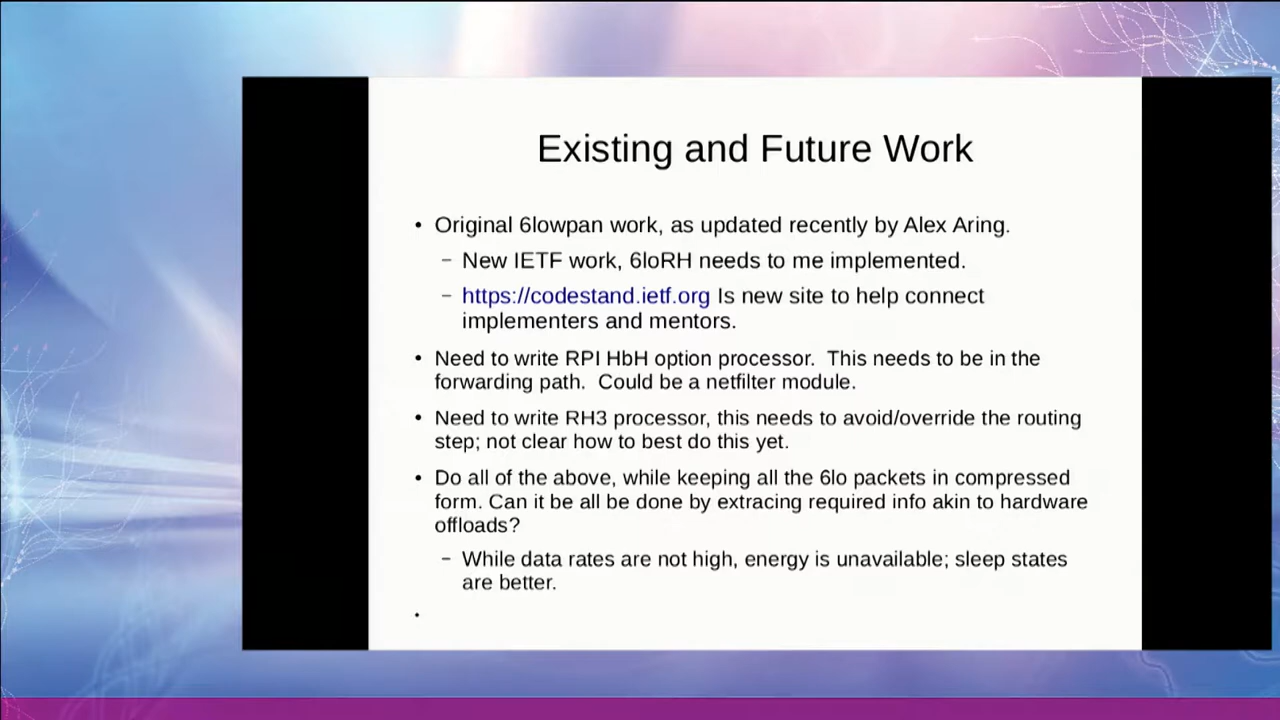 Existing and Future Work
• Original 6lowpan work, as updated recently by Alex Aring.
– New IETF work, 6loRH needs to me implemented.
– https://codestand.ietf.org Is new site to help connect
implementers and mentors.
• Need to write RPI HbH option processor.  This needs to be in the
forwarding path.  Could be a netfilter module.
• Need to write RH3 processor, this needs to avoid/override the routing
step; not clear how to best do this yet.
• Do all of the above, while keeping all the 6lo packets in compressed
form. Can it be all be done by extracing required info akin to hardware
offloads?
– While data rates are not high, energy is unavailable; sleep states
are better.
•